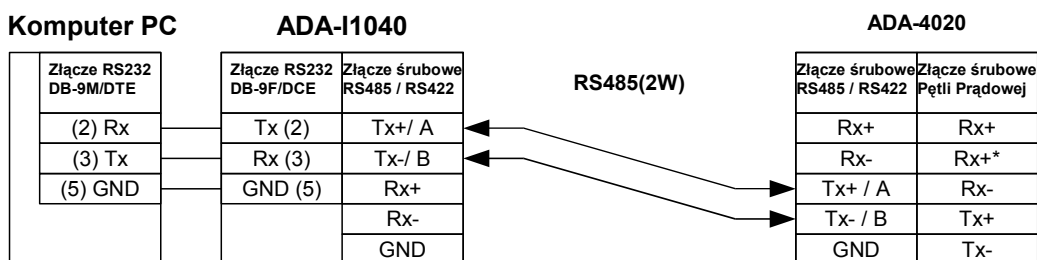 Komputer PC
ADA-I1040
ADA-4020
Złącze RS232
DB-9M/DTE
Złącze RS232
DB-9F/DCE
Złącze śrubowe
RS485 / RS422
RS485(2W)
Złącze śrubowe
RS485 / RS422
Złącze śrubowe
Pętli Prądowej
(2) Rx
Tx (2)
Tx+/ A
Rx+
Rx+
(3) Tx
Rx (3)
Tx-/ B
Rx-
Rx+*
(5) GND
GND (5)
Rx+
Tx+ / A
Rx-
Rx-
Tx- / B
Tx+
GND
GND
Tx-